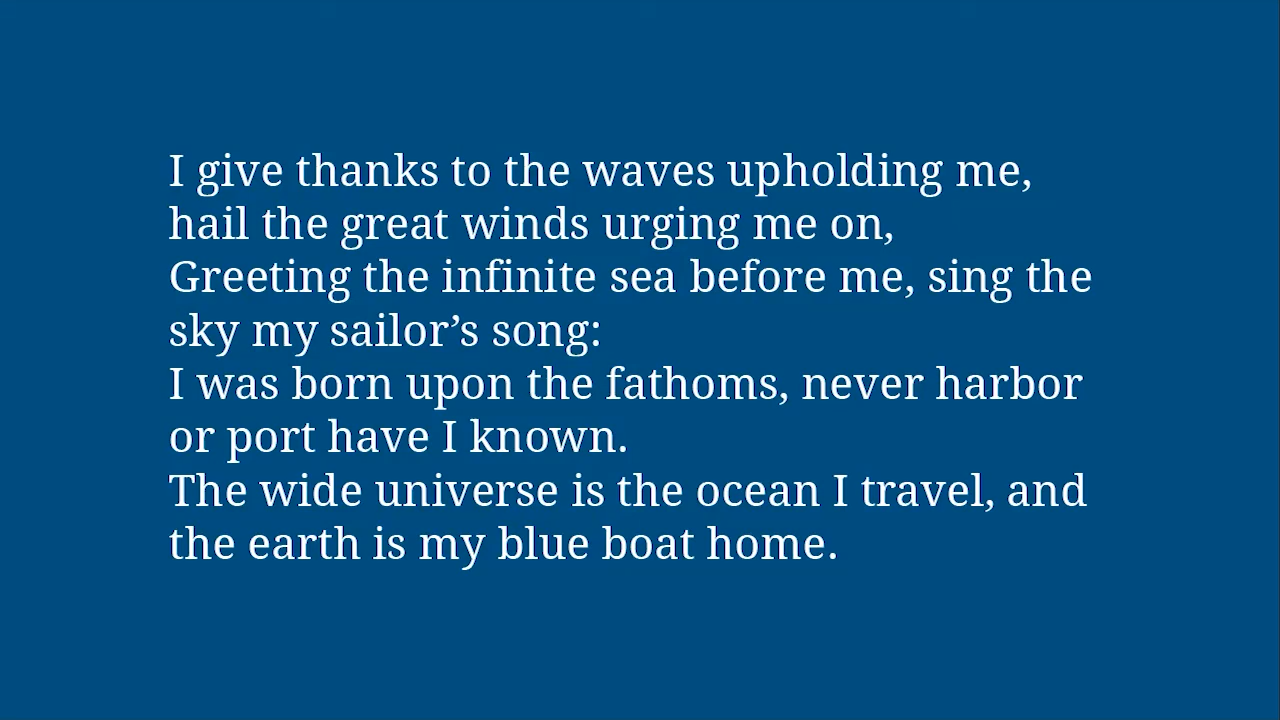 I give thanks to the waves upholding me,
hail the great winds urging me on,
Greeting the infinite sea before me, sing the
sky my sailor’s song:
I was born upon the fathoms, never harbor
or port have I known.
The wide universe is the ocean I travel, and
the earth is my blue boat home.